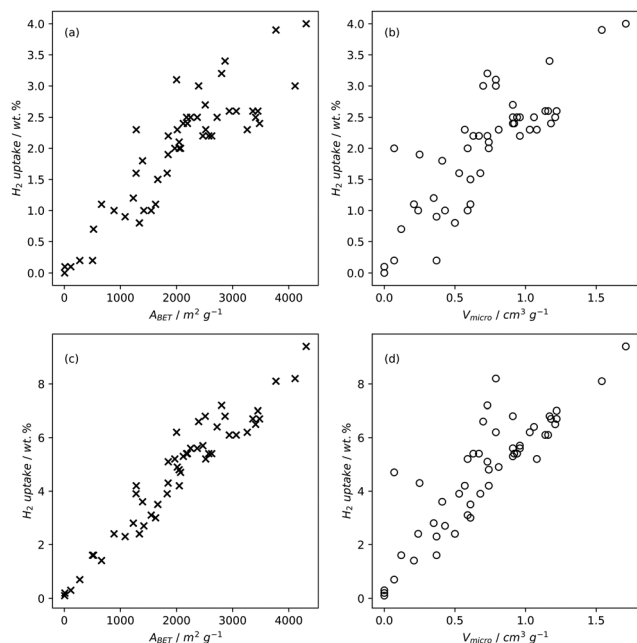 (a)
H2 uptake / wt. %
4.0
3.5
3.0
2.5
2.0
1.5
1.0
0.5
0.0
0 1000 2000 3000 4000
A_BET / m² g⁻¹
(b)
H2 uptake / wt. %
4.0
3.5
3.0
2.5
2.0
1.5
1.0
0.5
0.0
0.0 0.5 1.0 1.5
V_micro / cm³ g⁻¹
(c)
H2 uptake / wt. %
8
6
4
2
0
0 1000 2000 3000 4000
A_BET / m² g⁻¹
(d)
H2 uptake / wt. %
8
6
4
2
0
0.0 0.5 1.0 1.5
V_micro / cm³ g⁻¹